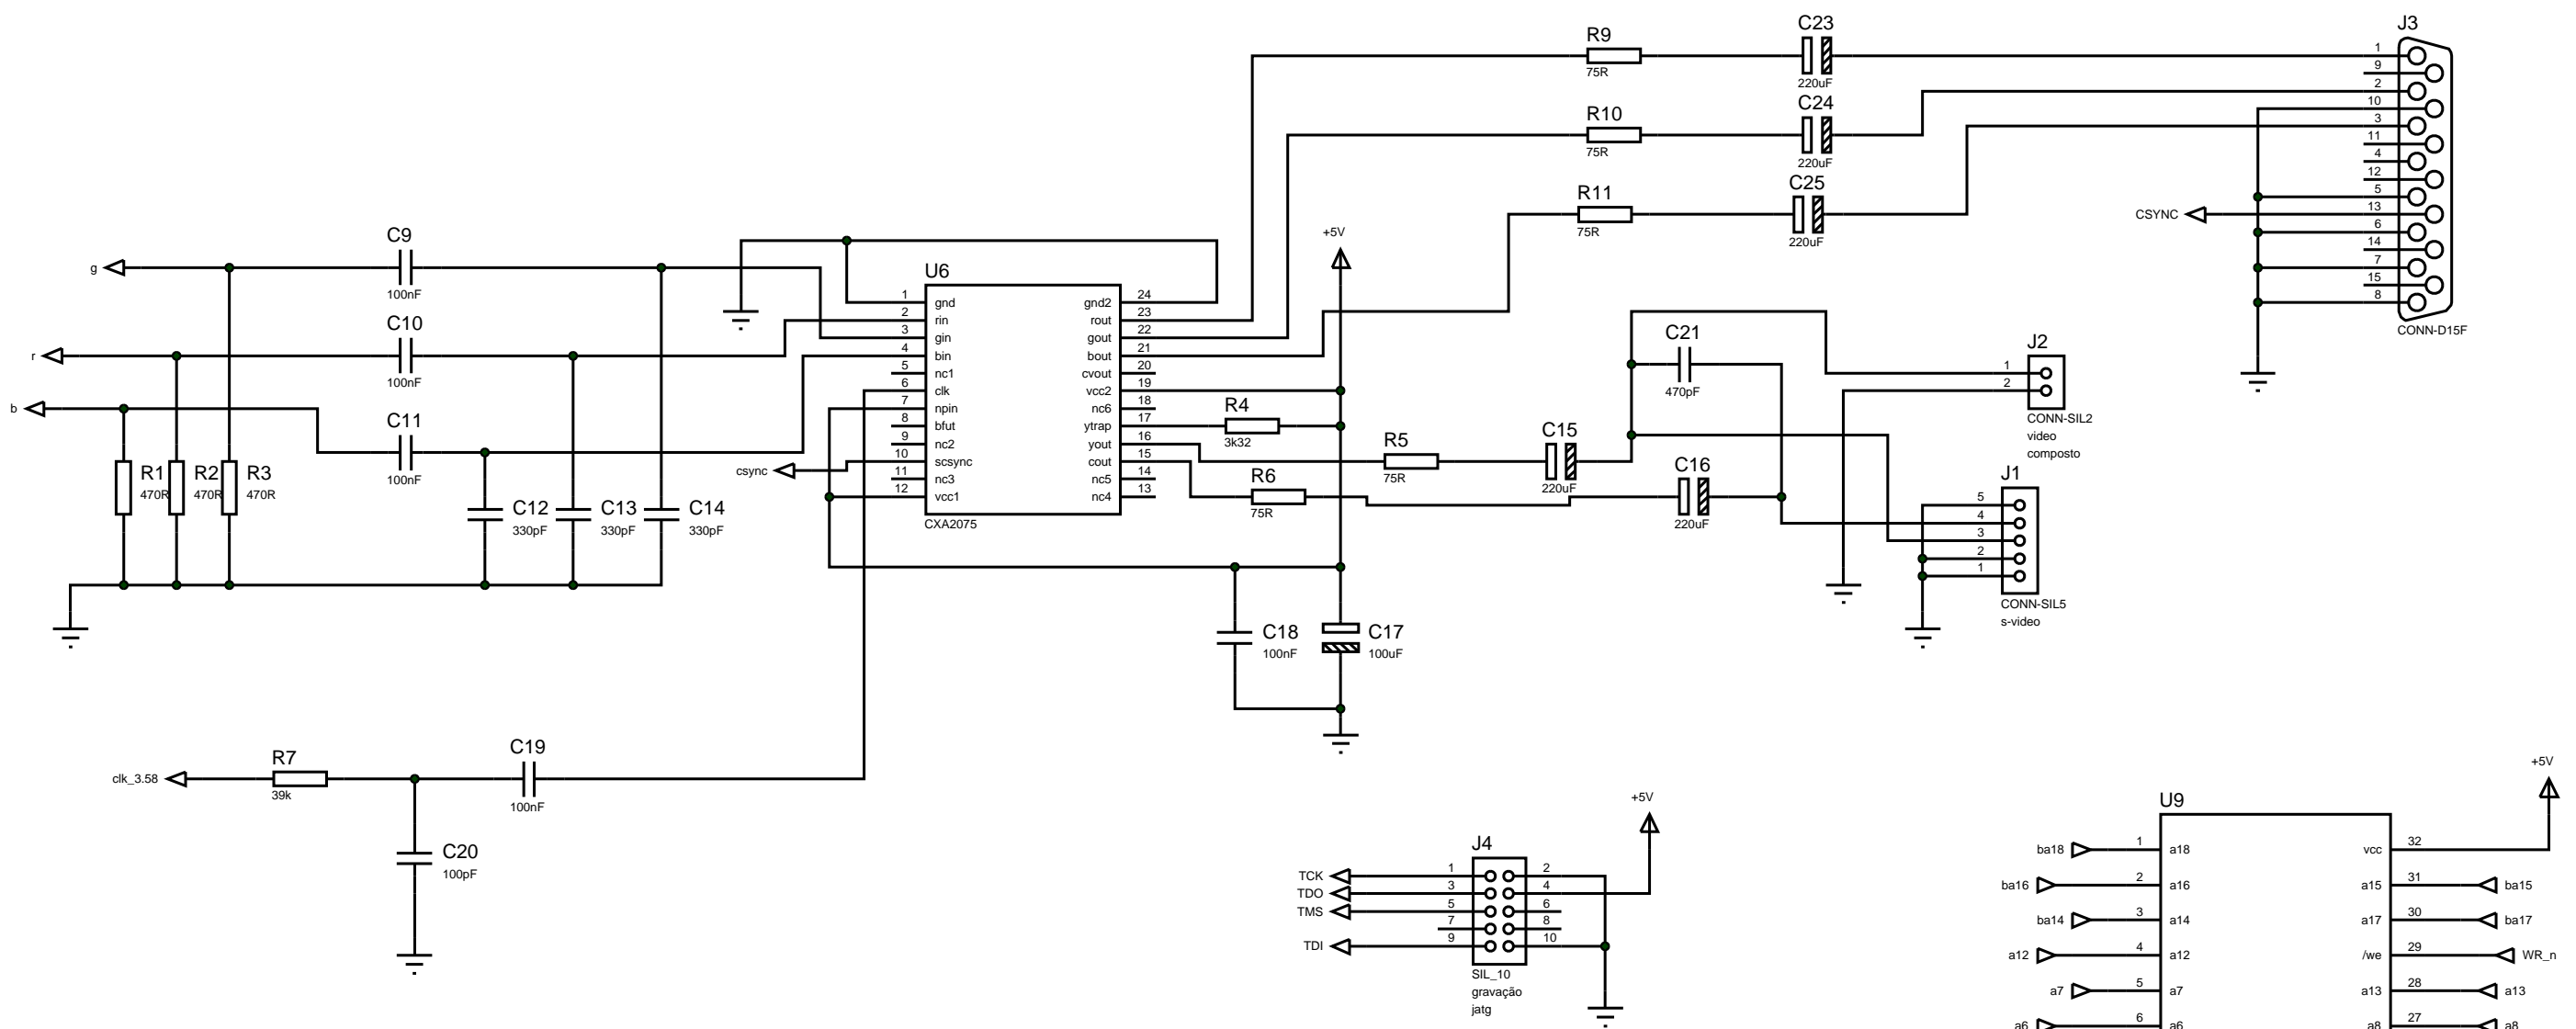 R9
75R
C23
220uF
R10
75R
C24
220uF
R11
75R
C25
220uF
J3
1
9
2
10
3
11
4
12
5
13
6
14
7
15
8
CONN-D15F
CSYNC
+5V
g
C9
100nF
r
C10
100nF
b
C11
100nF
R1
470R
R2
470R
R3
470R
C12
330pF
C13
330pF
C14
330pF
csync
U6
1 gnd
2 rin
3 gin
4 bin
5 nc1
6 clk
7 npin
8 bfut
9 nc2
10 scsync
11 nc3
12 vcc1
gnd2 24
rout 23
gout 22
bout 21
cvout 20
vcc2 19
nc6 18
ytrap 17
yout 16
cout 15
nc5 14
nc4 13
CXA2075
R4
3k32
R5
75R
R6
75R
C15
220uF
C21
470pF
C16
220uF
J2
1
2
CONN-SIL2
video
composto
J1
5
4
3
2
1
CONN-SIL5
s-video
C18
100nF
C17
100uF
clk_3.58
R7
39k
C19
100nF
C20
100pF
J4
+5V
TCK 1 2
TDO 3 4
TMS 5 6
7 8
TDI 9 10
SIL_10
gravação
jatg
U9
+5V
ba18 1 a18 vcc 32
ba16 2 a16 a15 31 ba15
ba14 3 a14 a17 30 ba17
a12 4 a12 /we 29 WR_n
a7 5 a7 a13 28 a13
a6 6 a6 a8 27 a8